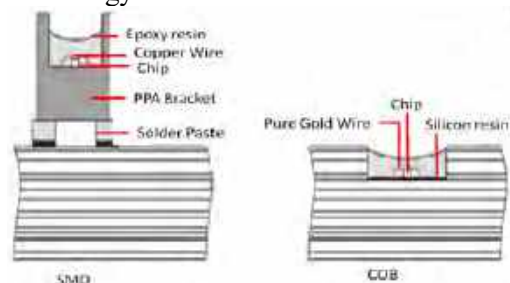 Epoxy resin
Copper Wire
Chip
PPA Bracket
Solder Paste
SMD
Chip
Pure Gold Wire
Silicon resin
COB